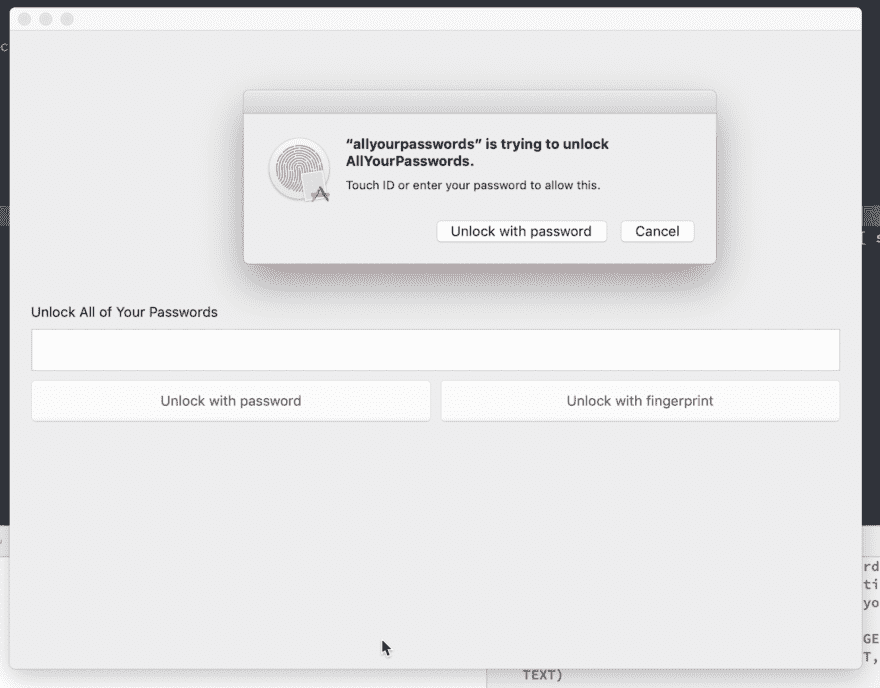 “allyourpasswords” is trying to unlock
AllYourPasswords.
Touch ID or enter your password to allow this.
Unlock with password
Cancel
Unlock All of Your Passwords
Unlock with password
Unlock with fingerprint
TEXT)